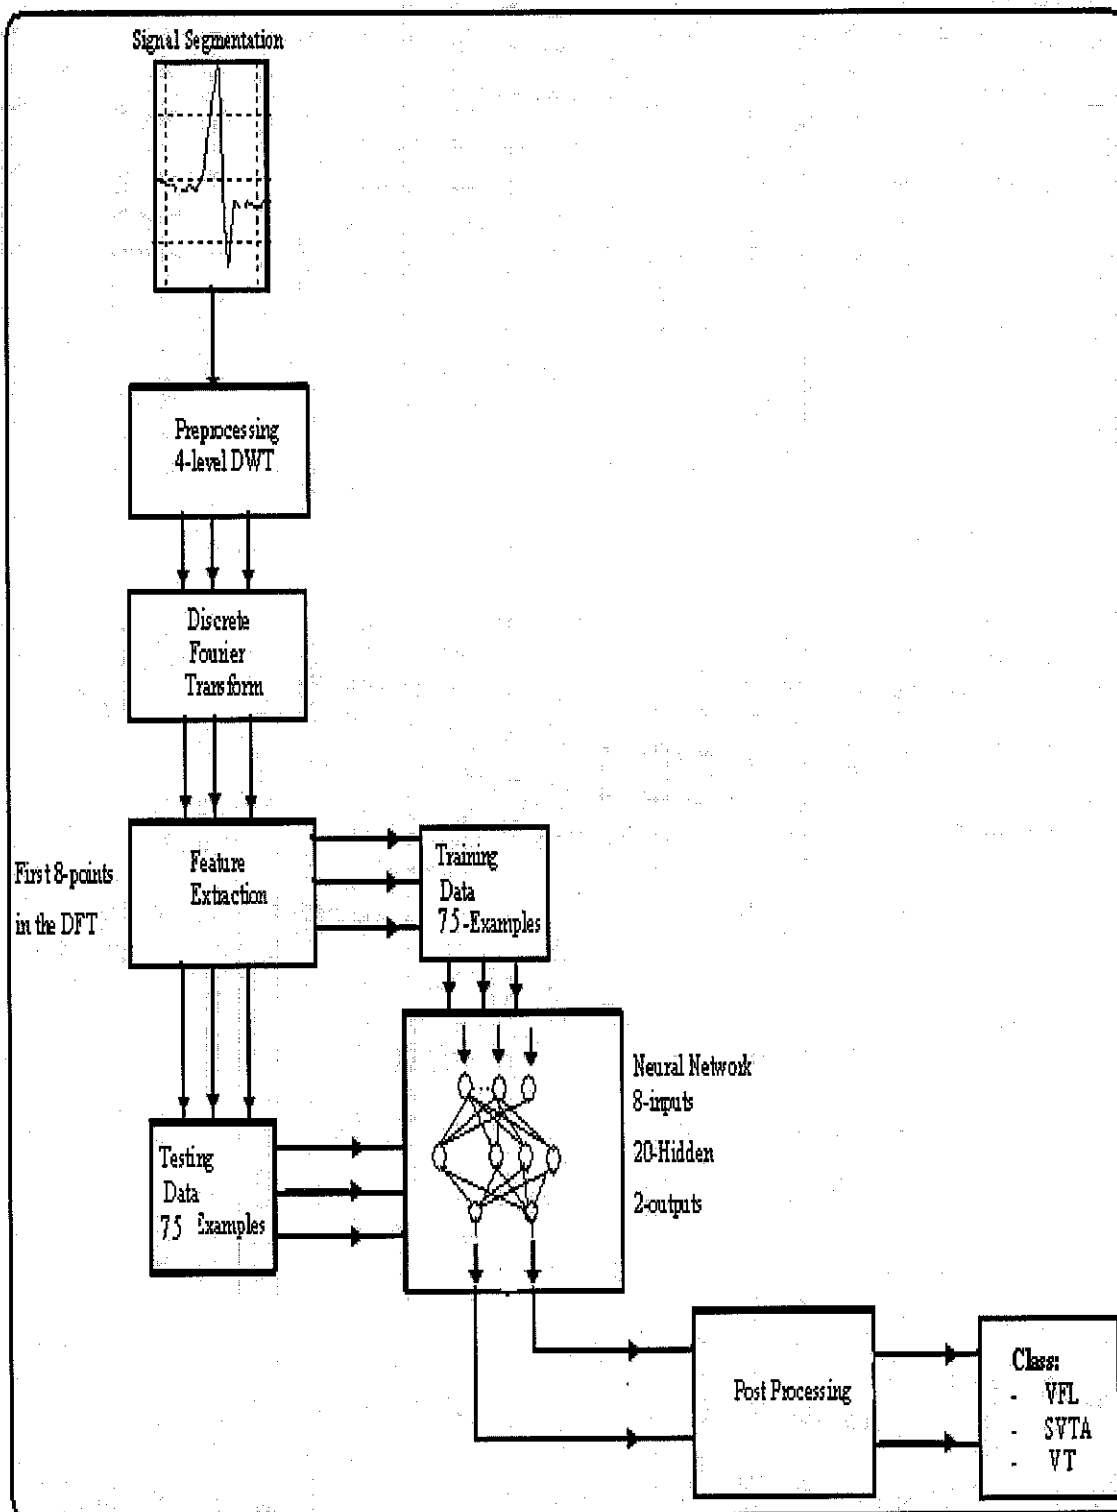 Signal Segmentation
Preprocessing
4-level DWT
Discrete
Fourier
Transform
First 8-points
in the DFT
Feature
Extraction
Training
Data
75-Examples
Neural Network
8-inputs
20-Hidden
2-outputs
Testing
Data
75 Examples
Post Processing
Class:
- VFL
- SVTA
- VT